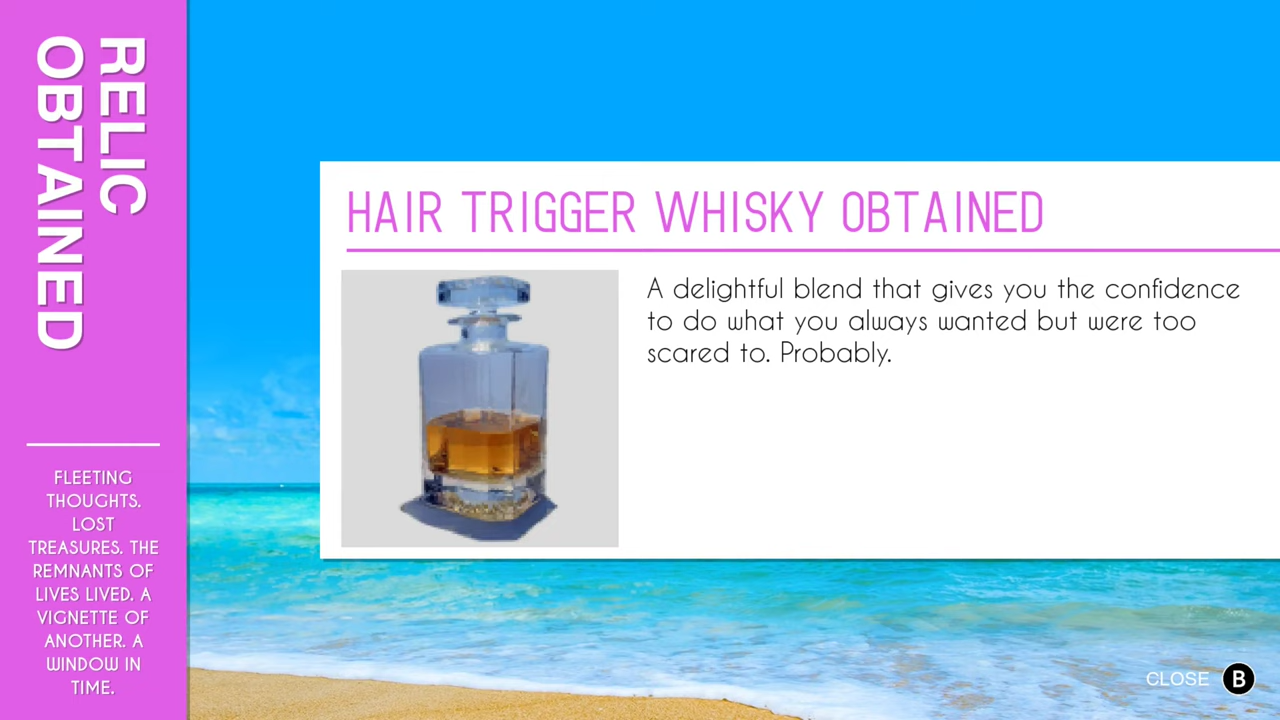 RELIC
OBTAINED
FLEETING
THOUGHTS.
LOST
TREASURES. THE
REMNANTS OF
LIVES LIVED. A
VIGNETTE OF
ANOTHER. A
WINDOW IN
TIME.
HAIR TRIGGER WHISKY OBTAINED
A delightful blend that gives you the confidence
to do what you always wanted but were too
scared to. Probably.
CLOSE B